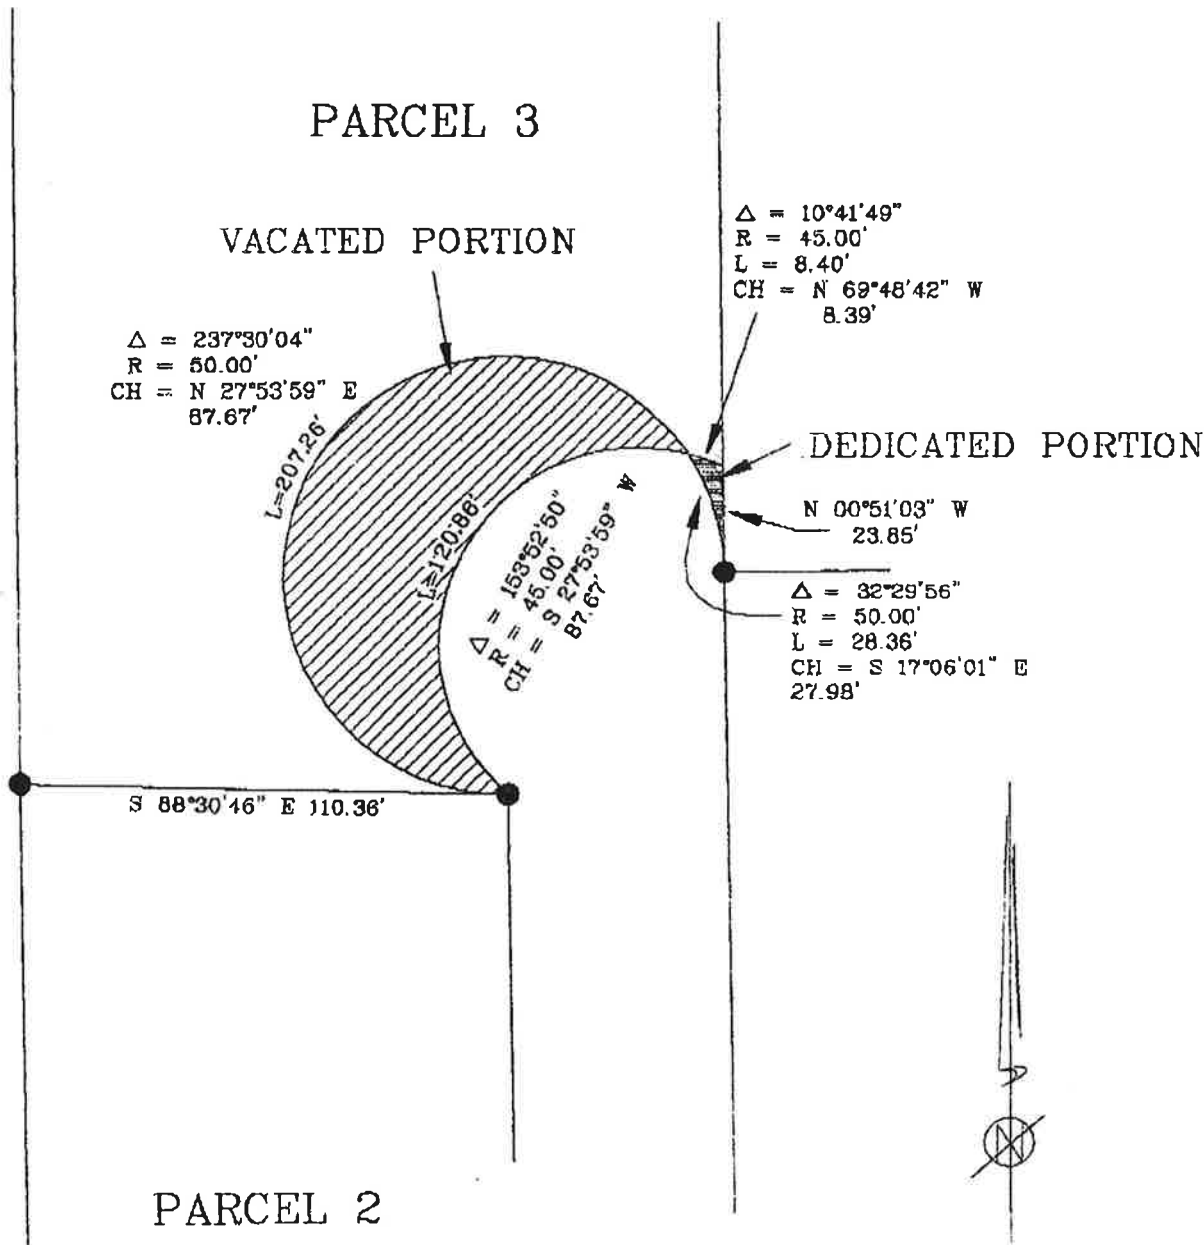 PARCEL 3
VACATED PORTION
Δ = 10°41'49"
R = 45.00'
L = 8.40'
CH = N 69°48'42" W
8.39'
Δ = 237°30'04"
R = 50.00'
CH = N 27°53'59" E
87.67'
L=207.26'
L=120.86'
Δ = 153°52'50"
R = 45.00'
CH = S 27°53'59" W
87.67'
DEDICATED PORTION
N 00°51'03" W
23.85'
Δ = 32°29'56"
R = 50.00'
L = 28.36'
CH = S 17°06'01" E
27.98'
S 88°30'46" E 110.36'
PARCEL 2
N